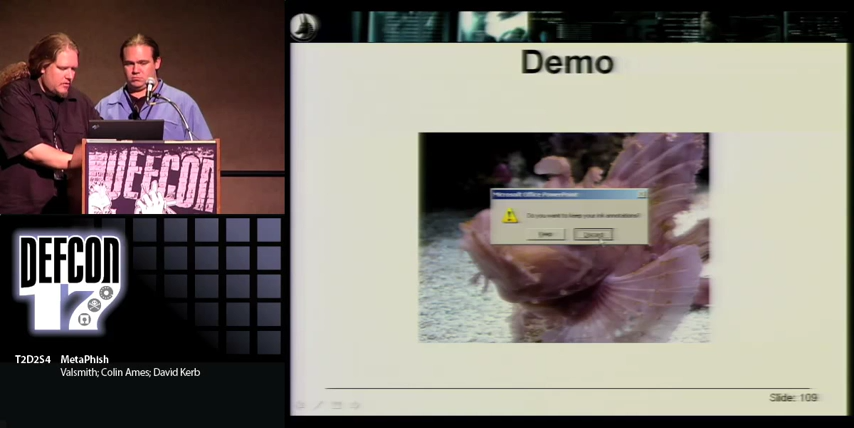 Demo
Microsoft Office PowerPoint
Do you want to keep your ink annotations?
Keep
Discard
Slide: 109
DEFCON
DEFCON
17
T2D2S4 MetaPhish
Valsmith; Colin Ames; David Kerb